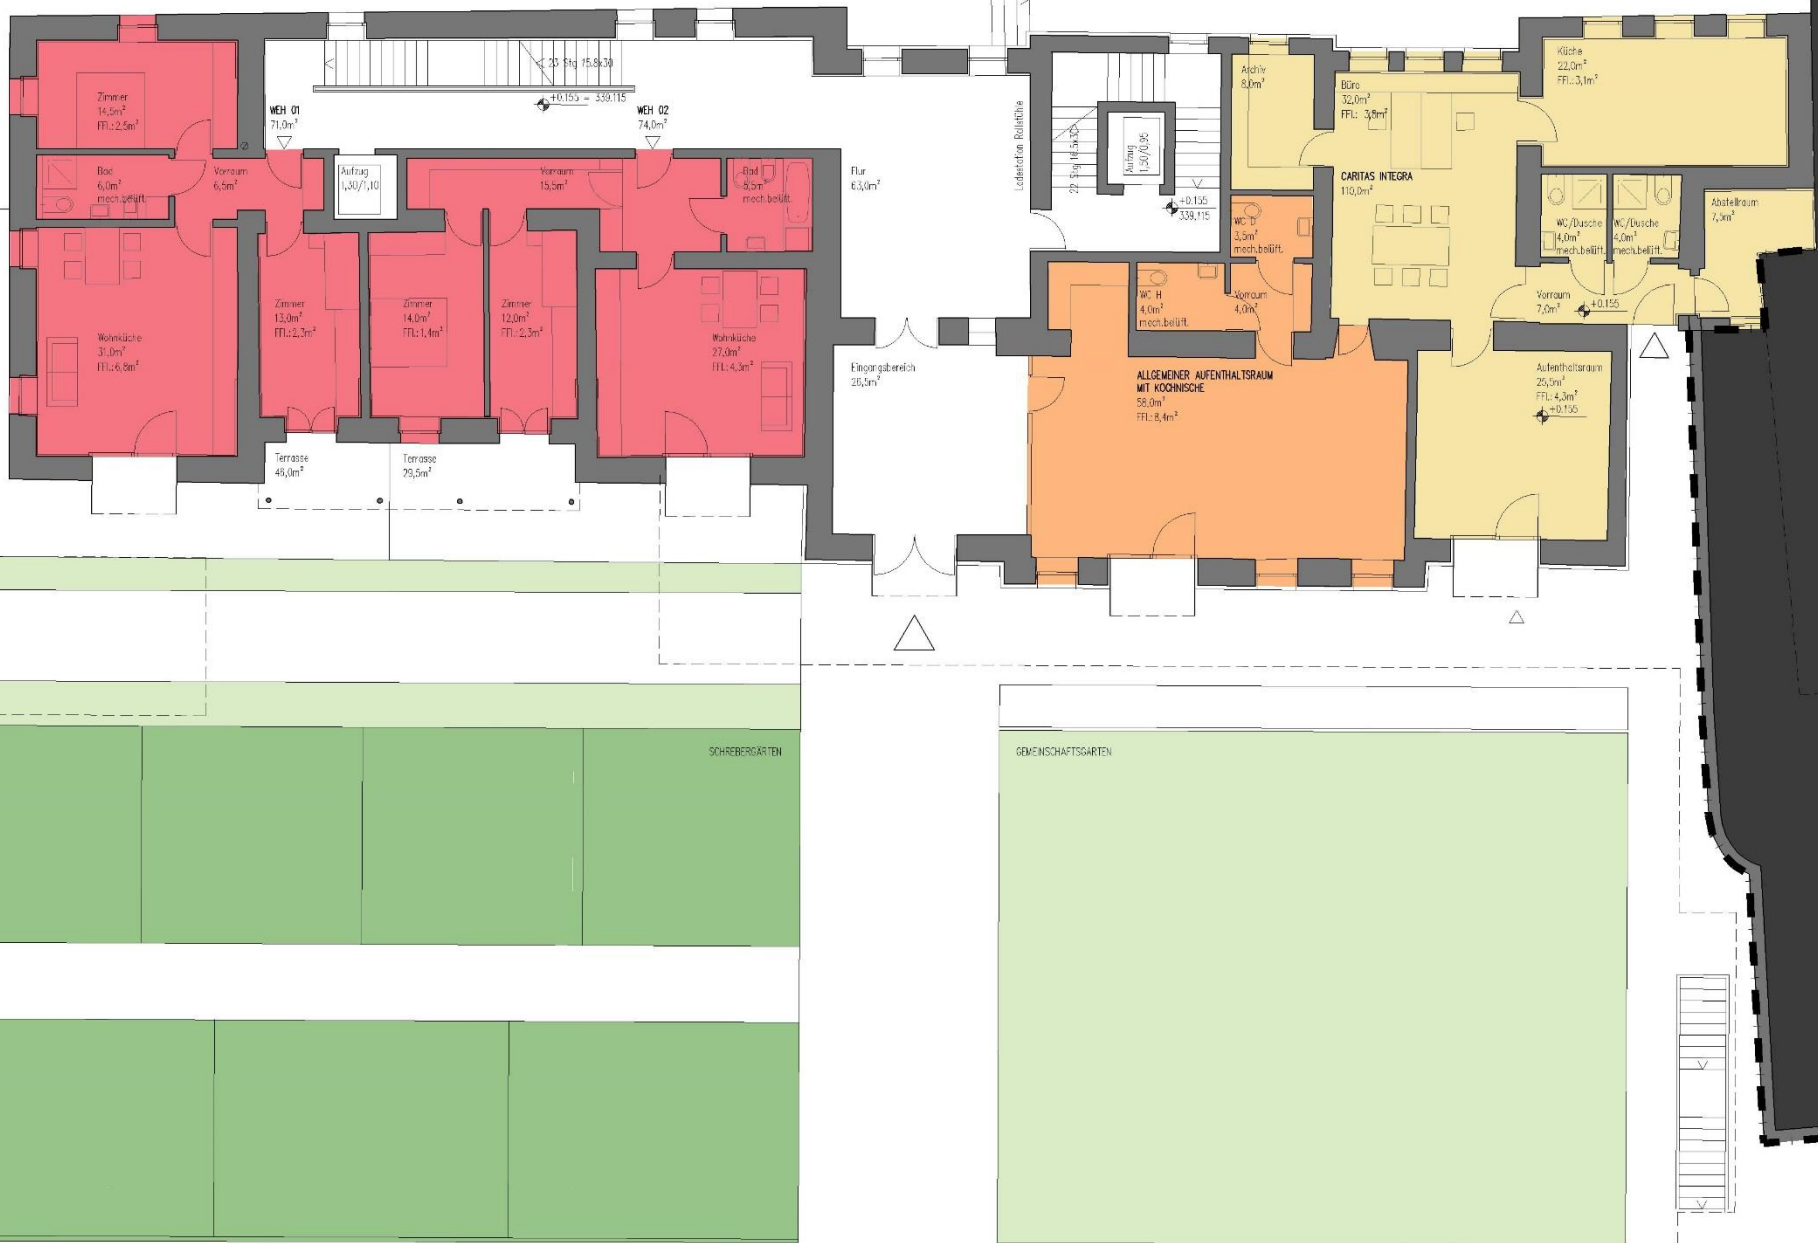 Zimmer
14,5m²
FFL.: 2,5m²
WEH 01
71,0m²
23 Stg 15.8x30
+0.155 = 339.115
WEH 02
74,0m²
Bad
6,0m²
mech.belüft.
Vorraum
6,5m²
Aufzug
1,30/1,10
Vorraum
15,5m²
Bad
5,5m²
mech.belüft.
Flur
63,0m²
Ladestation Rollstühle
Wohnküche
31,0m²
FFL.: 6,8m²
Zimmer
13,0m²
FFL.: 2,3m²
Zimmer
14,0m²
FFL.: 1,4m²
Zimmer
12,0m²
FFL.: 2,3m²
Wohnküche
27,0m²
FFL.: 4,3m²
Terrasse
48,0m²
Terrasse
29,5m²
Eingangsbereich
26,5m²
22 Stg 16.5x30
Aufzug
1,50/0,95
+0.155
339,115
Archiv
8,0m²
Büro
32,0m²
FFL.: 3,8m²
Küche
22,0m²
FFL.: 3,1m²
CARITAS INTEGRA
110,0m²
WC D
3,5m²
mech.belüft.
WC H
4,0m²
mech.belüft.
Vorraum
4,0m²
WC/Dusche
4,0m²
mech.belüft.
WC/Dusche
4,0m²
mech.belüft.
Abstellraum
7,5m²
Vorraum
7,0m²
+0.155
ALLGEMEINER AUFENTHALTSRAUM
MIT KOCHNISCHE
58,0m²
FFL.: 8,4m²
Aufenthaltsraum
25,5m²
FFL.: 4,3m²
+0.155
SCHREBERGÄRTEN
GEMEINSCHAFTSGARTEN